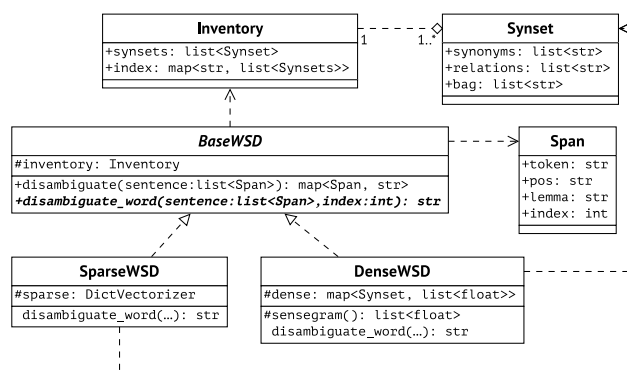 Inventory
+synsets: list<Synset>
+index: map<str, list<Synsets>>
1
1..*
Synset
+synonyms: list<str>
+relations: list<str>
+bag: list<str>
BaseWSD
#inventory: Inventory
+disambiguate(sentence:list<Span>): map<Span, str>
+disambiguate_word(sentence:list<Span>,index:int): str
Span
+token: str
+pos: str
+lemma: str
+index: int
SparseWSD
#sparse: DictVectorizer
disambiguate_word(…): str
DenseWSD
#dense: map<Synset, list<float>>
#sensegram(): list<float>
disambiguate_word(…): str